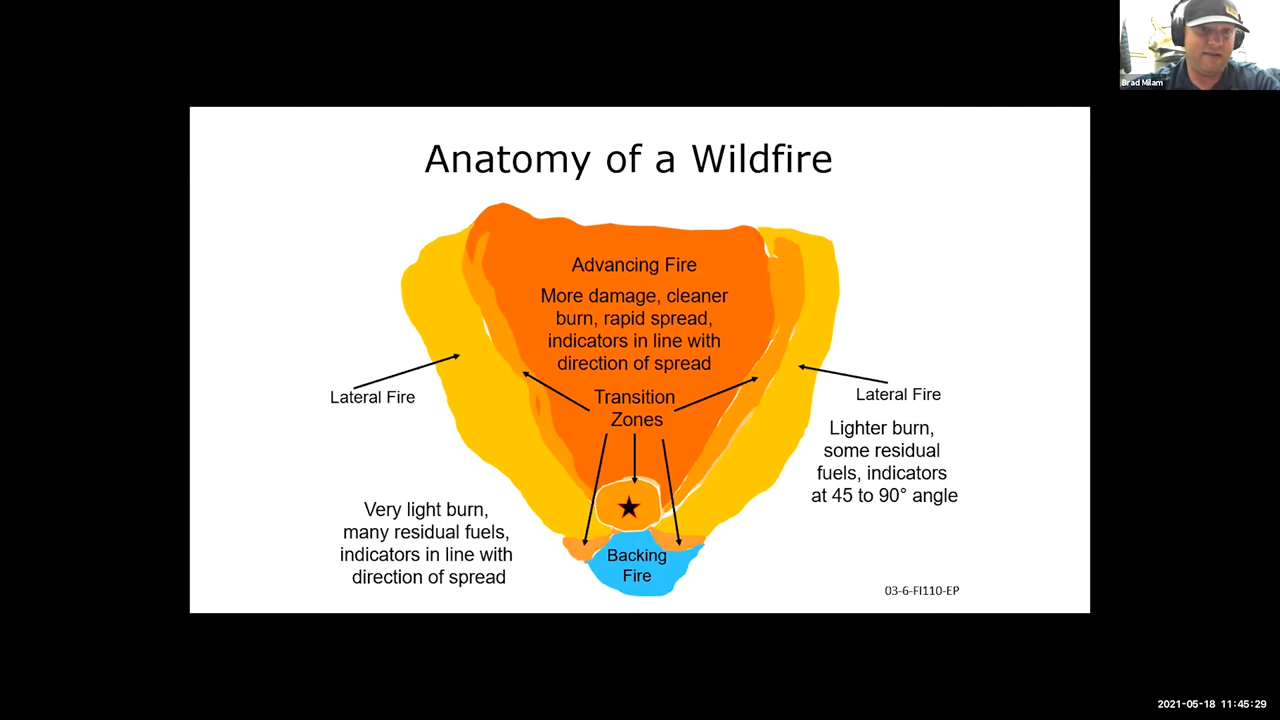 Brad Milam
Anatomy of a Wildfire
Advancing Fire
More damage, cleaner
burn, rapid spread,
indicators in line with
direction of spread
Transition
Zones
Lateral Fire
Lateral Fire
Lighter burn,
some residual
fuels, indicators
at 45 to 90° angle
Very light burn,
many residual fuels,
indicators in line with
direction of spread
Backing
Fire
03-6-FI110-EP
2021-05-18 11:45:29